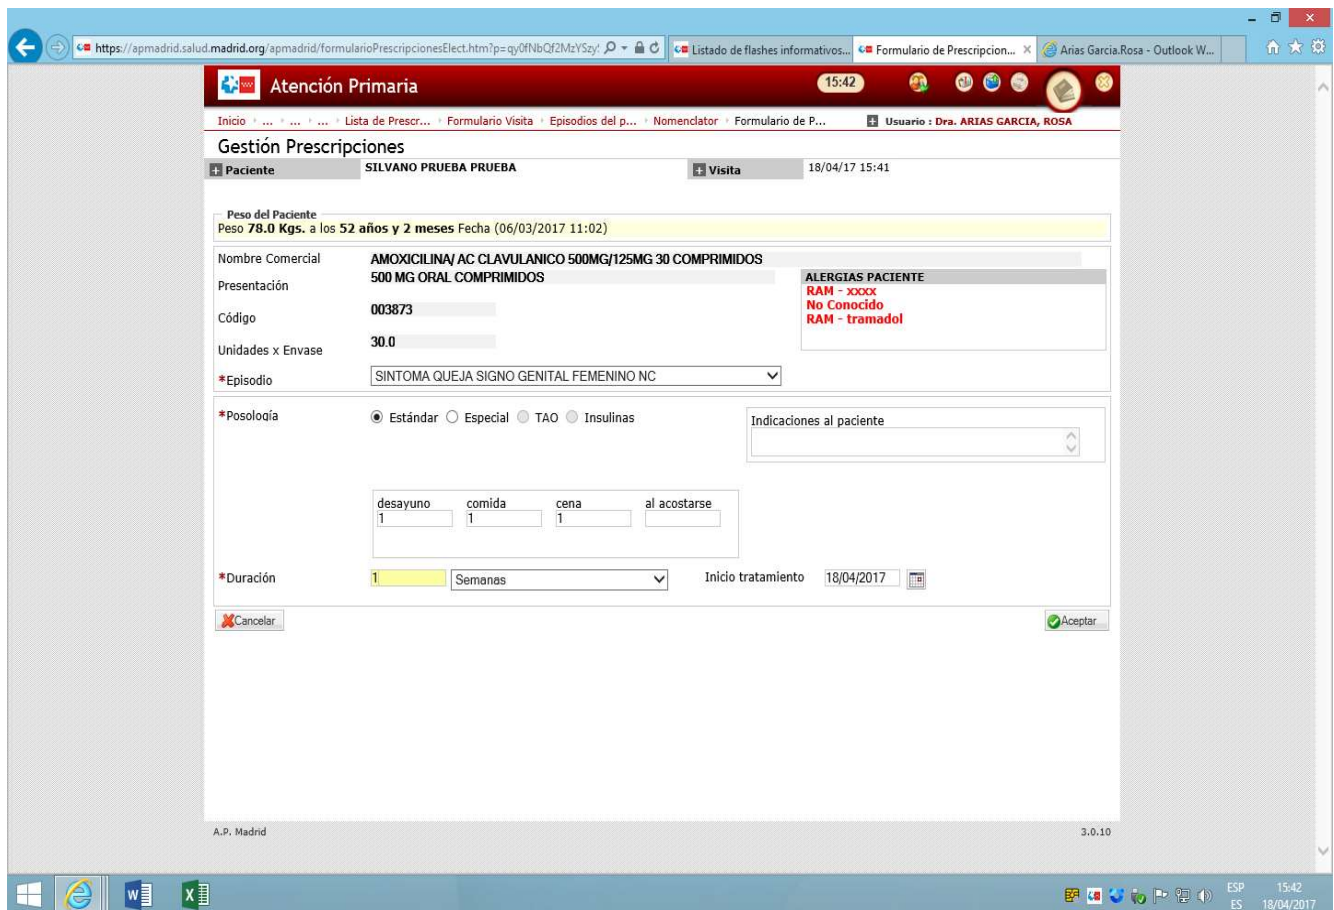 https://apmadrid.salud.madrid.org/apmadrid/formularioPrescripcionesElect.htm?p=qy0fNbQf2MzYSzy!
Listado de flashes informativos...
Formulario de Prescripcion...
Arias Garcia.Rosa - Outlook W...
Atención Primaria
15:42
Inicio ... ... ... Lista de Prescr... Formulario Visita Episodios del p... Nomenclator Formulario de P...
Usuario : Dra. ARIAS GARCIA, ROSA
Gestión Prescripciones
Paciente SILVANO PRUEBA PRUEBA
Visita 18/04/17 15:41
Peso del Paciente
Peso 78.0 Kgs. a los 52 años y 2 meses Fecha (06/03/2017 11:02)
Nombre Comercial AMOXICILINA/ AC CLAVULANICO 500MG/125MG 30 COMPRIMIDOS
Presentación 500 MG ORAL COMPRIMIDOS
ALERGIAS PACIENTE
RAM - xxxx
No Conocido
RAM - tramadol
Código 003873
Unidades x Envase 30.0
*Episodio SINTOMA QUEJA SIGNO GENITAL FEMENINO NC
*Posología Estándar Especial TAO Insulinas
Indicaciones al paciente
desayuno comida cena al acostarse
1 1 1
*Duración 1 Semanas
Inicio tratamiento 18/04/2017
Cancelar
Aceptar
A.P. Madrid
3.0.10
ESP
ES
15:42
18/04/2017